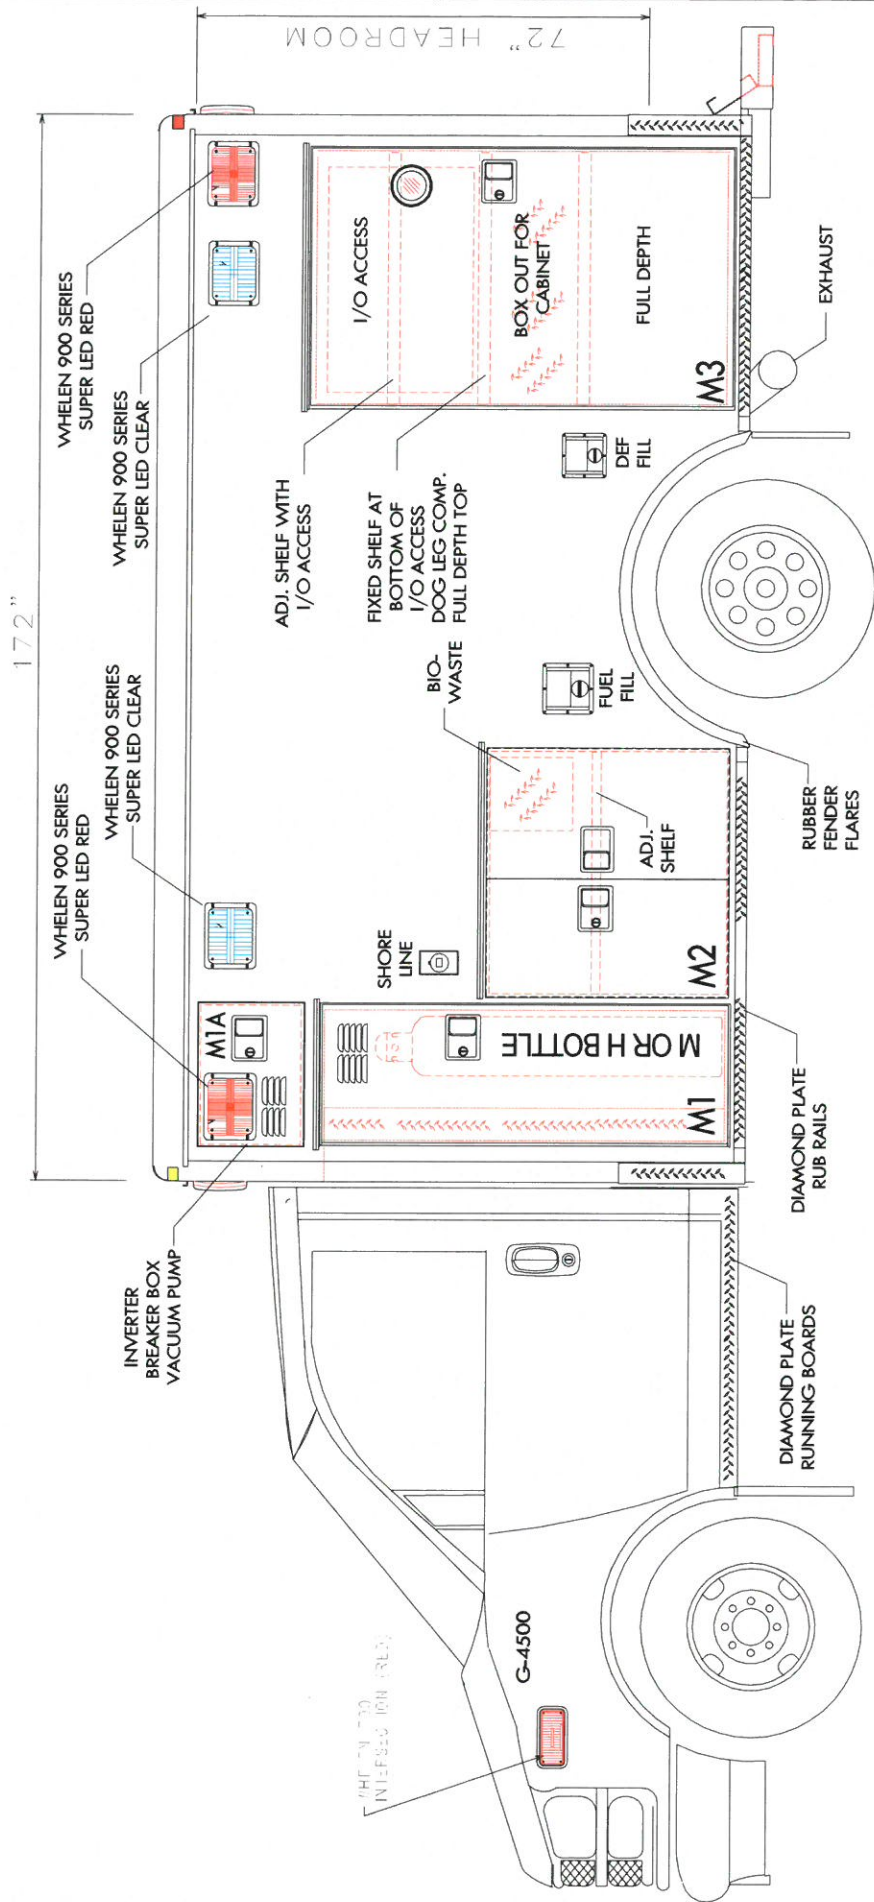 172"
72" HEADROOM
WHELEN 900 SERIES
SUPER LED RED
WHELEN 900 SERIES
SUPER LED CLEAR
WHELEN 900 SERIES
SUPER LED CLEAR
WHELEN 900 SERIES
SUPER LED RED
INVERTER
BREAKER BOX
VACUUM PUMP
M1A
SHORE
LINE
M OR H BOTTLE
M1
BIO-
WASTE
ADJ.
SHELF
M2
FUEL
FILL
DEF
FILL
ADJ. SHELF WITH
I/O ACCESS
FIXED SHELF AT
BOTTOM OF
I/O ACCESS
DOG LEG COMP.
FULL DEPTH TOP
I/O ACCESS
BOX OUT FOR
CABINET
FULL DEPTH
M3
EXHAUST
RUBBER
FENDER
FLARES
DIAMOND PLATE
RUB RAILS
DIAMOND PLATE
RUNNING BOARDS
G-4500
INTERSECTION (RED)